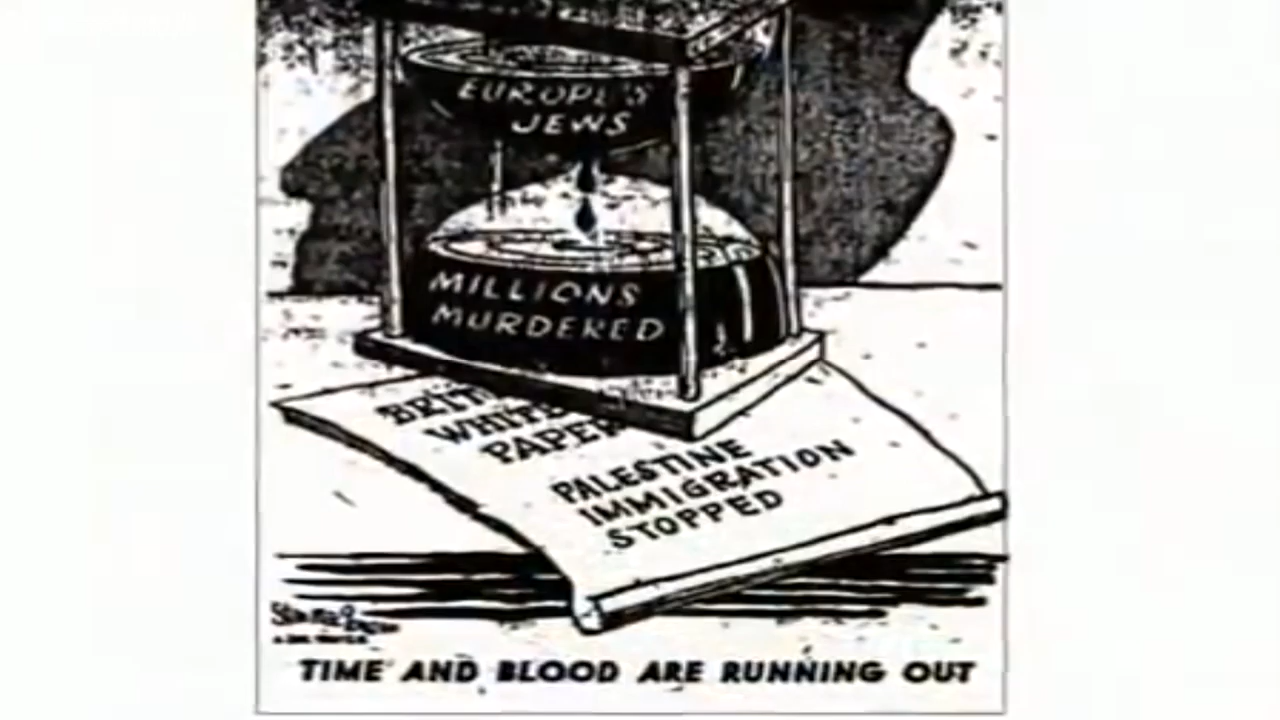 EUROPE'S
JEWS
MILLIONS
MURDERED
WHITE
PAPER
PALESTINE
IMMIGRATION
STOPPED
TIME AND BLOOD ARE RUNNING OUT